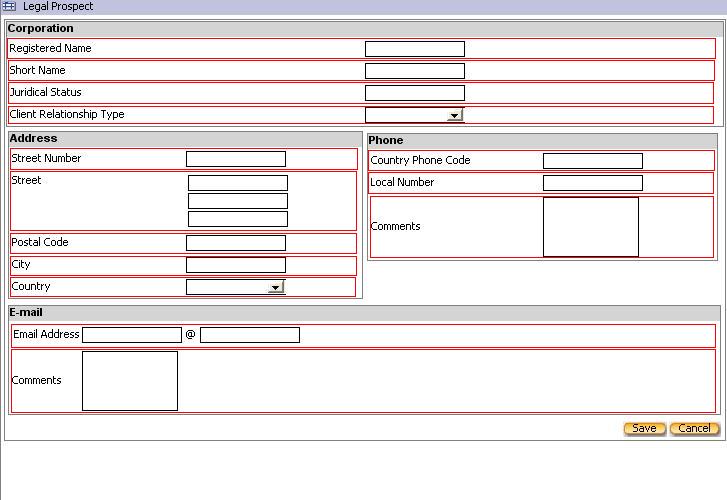 Legal Prospect
Corporation
Registered Name
Short Name
Juridical Status
Client Relationship Type
Address
Street Number
Street
Postal Code
City
Country
Phone
Country Phone Code
Local Number
Comments
E-mail
Email Address @
Comments
Save Cancel